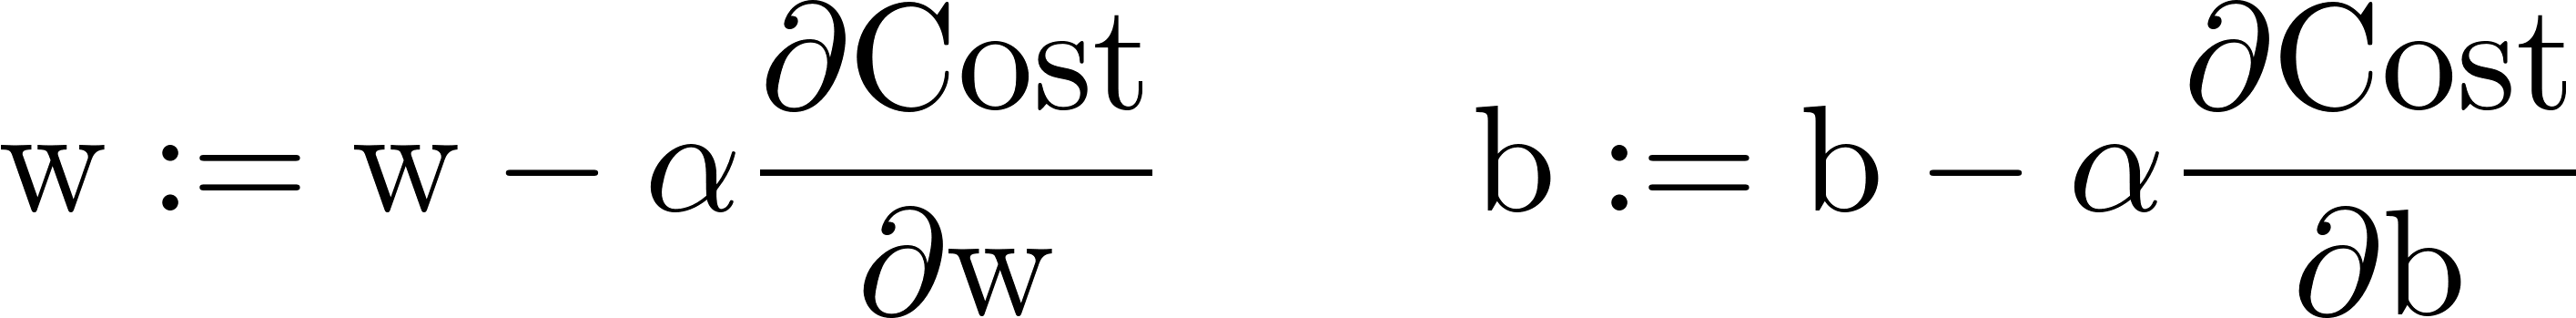 w := w − α ∂Cost/∂w    b := b − α ∂Cost/∂b